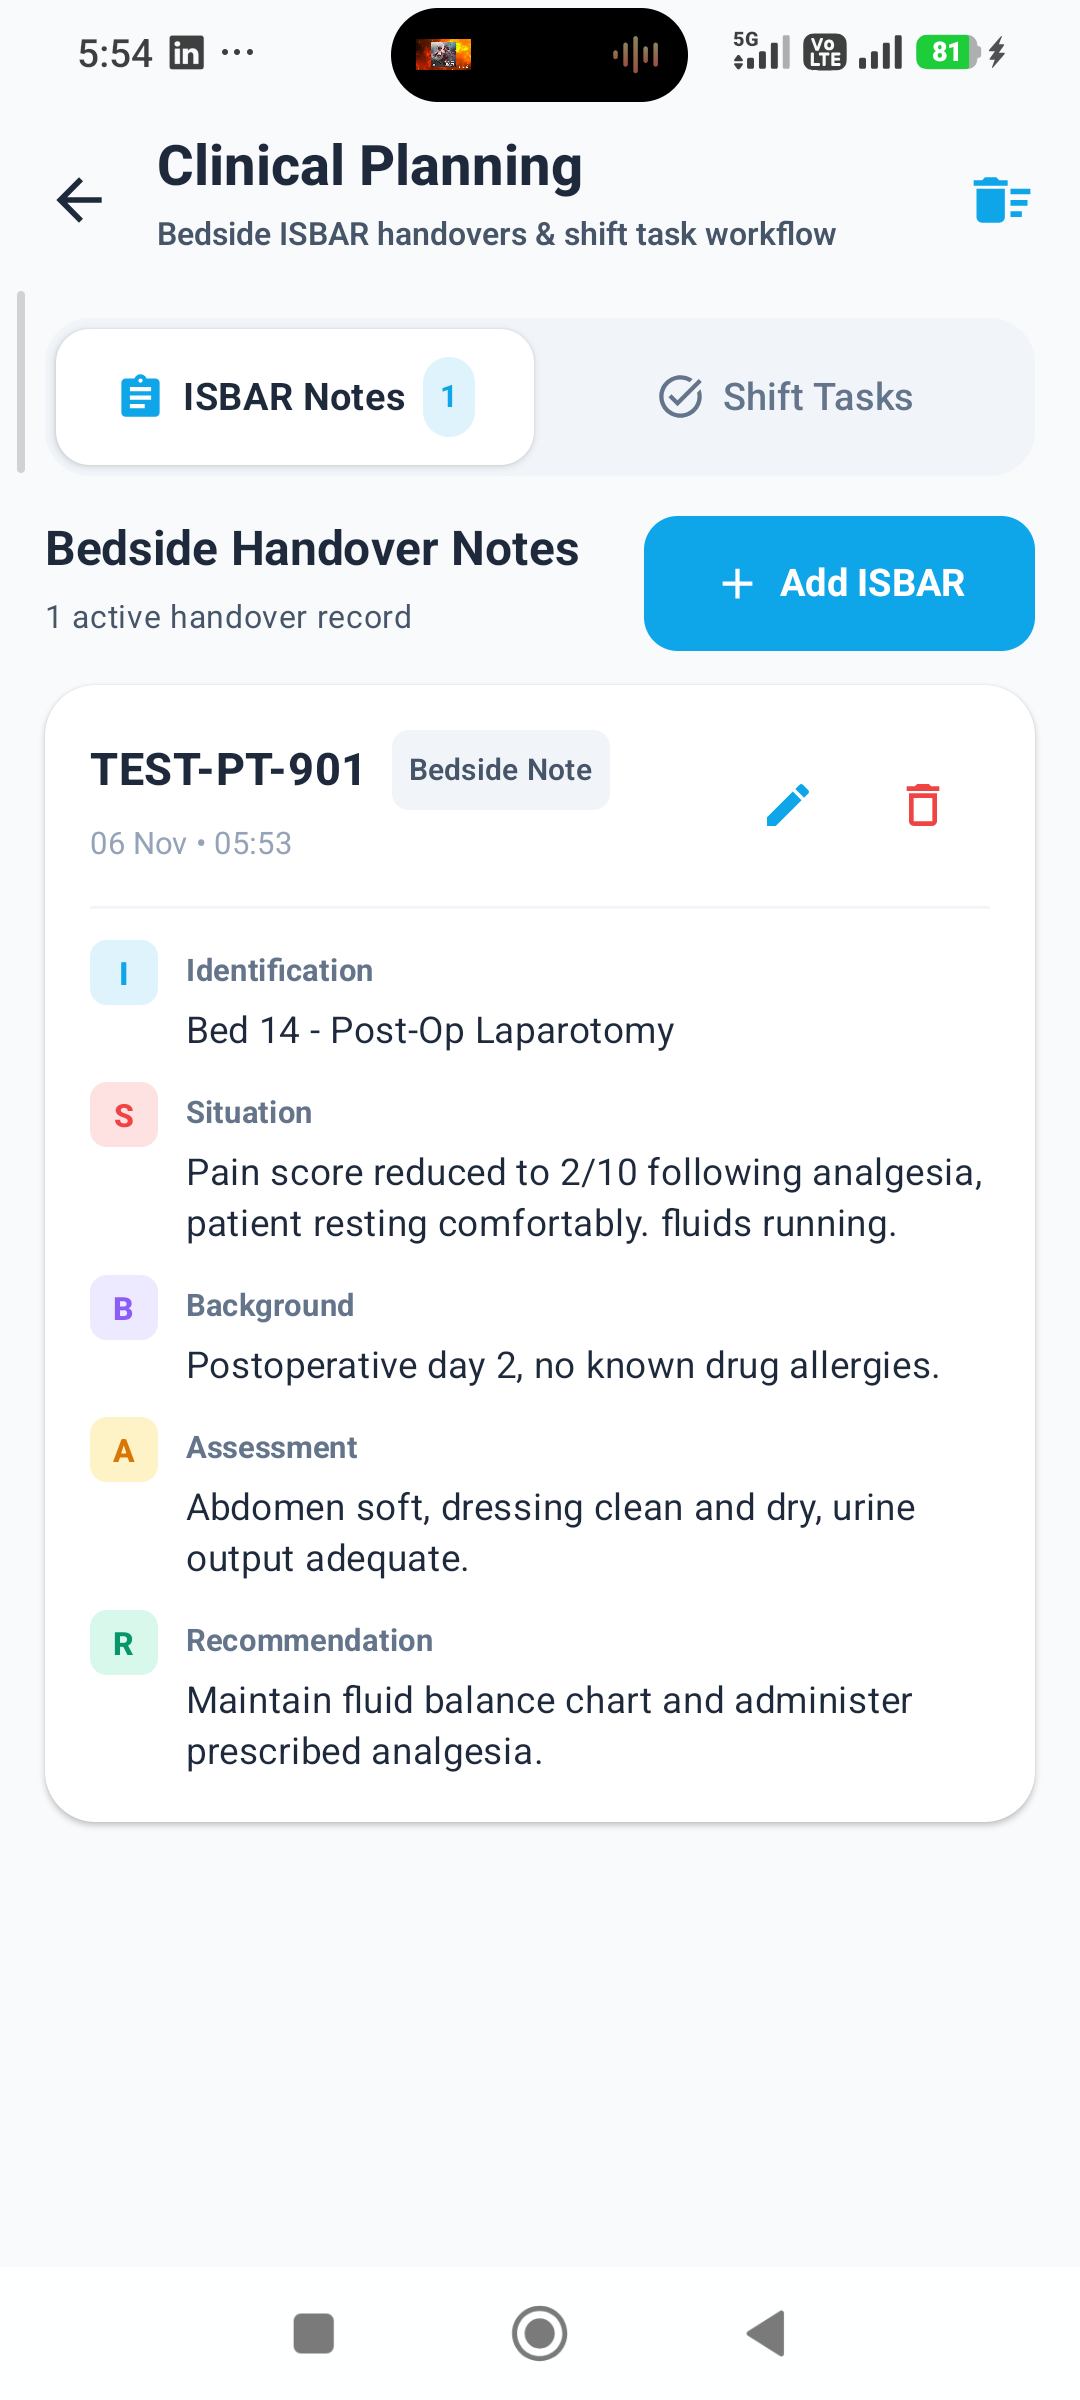 5:54 in ... 5G Vo LTE 81
Clinical Planning
Bedside ISBAR handovers & shift task workflow
ISBAR Notes 1
Shift Tasks
Bedside Handover Notes
1 active handover record
+ Add ISBAR
TEST-PT-901 Bedside Note
06 Nov • 05:53
I Identification
Bed 14 - Post-Op Laparotomy
S Situation
Pain score reduced to 2/10 following analgesia,
patient resting comfortably. fluids running.
B Background
Postoperative day 2, no known drug allergies.
A Assessment
Abdomen soft, dressing clean and dry, urine
output adequate.
R Recommendation
Maintain fluid balance chart and administer
prescribed analgesia.